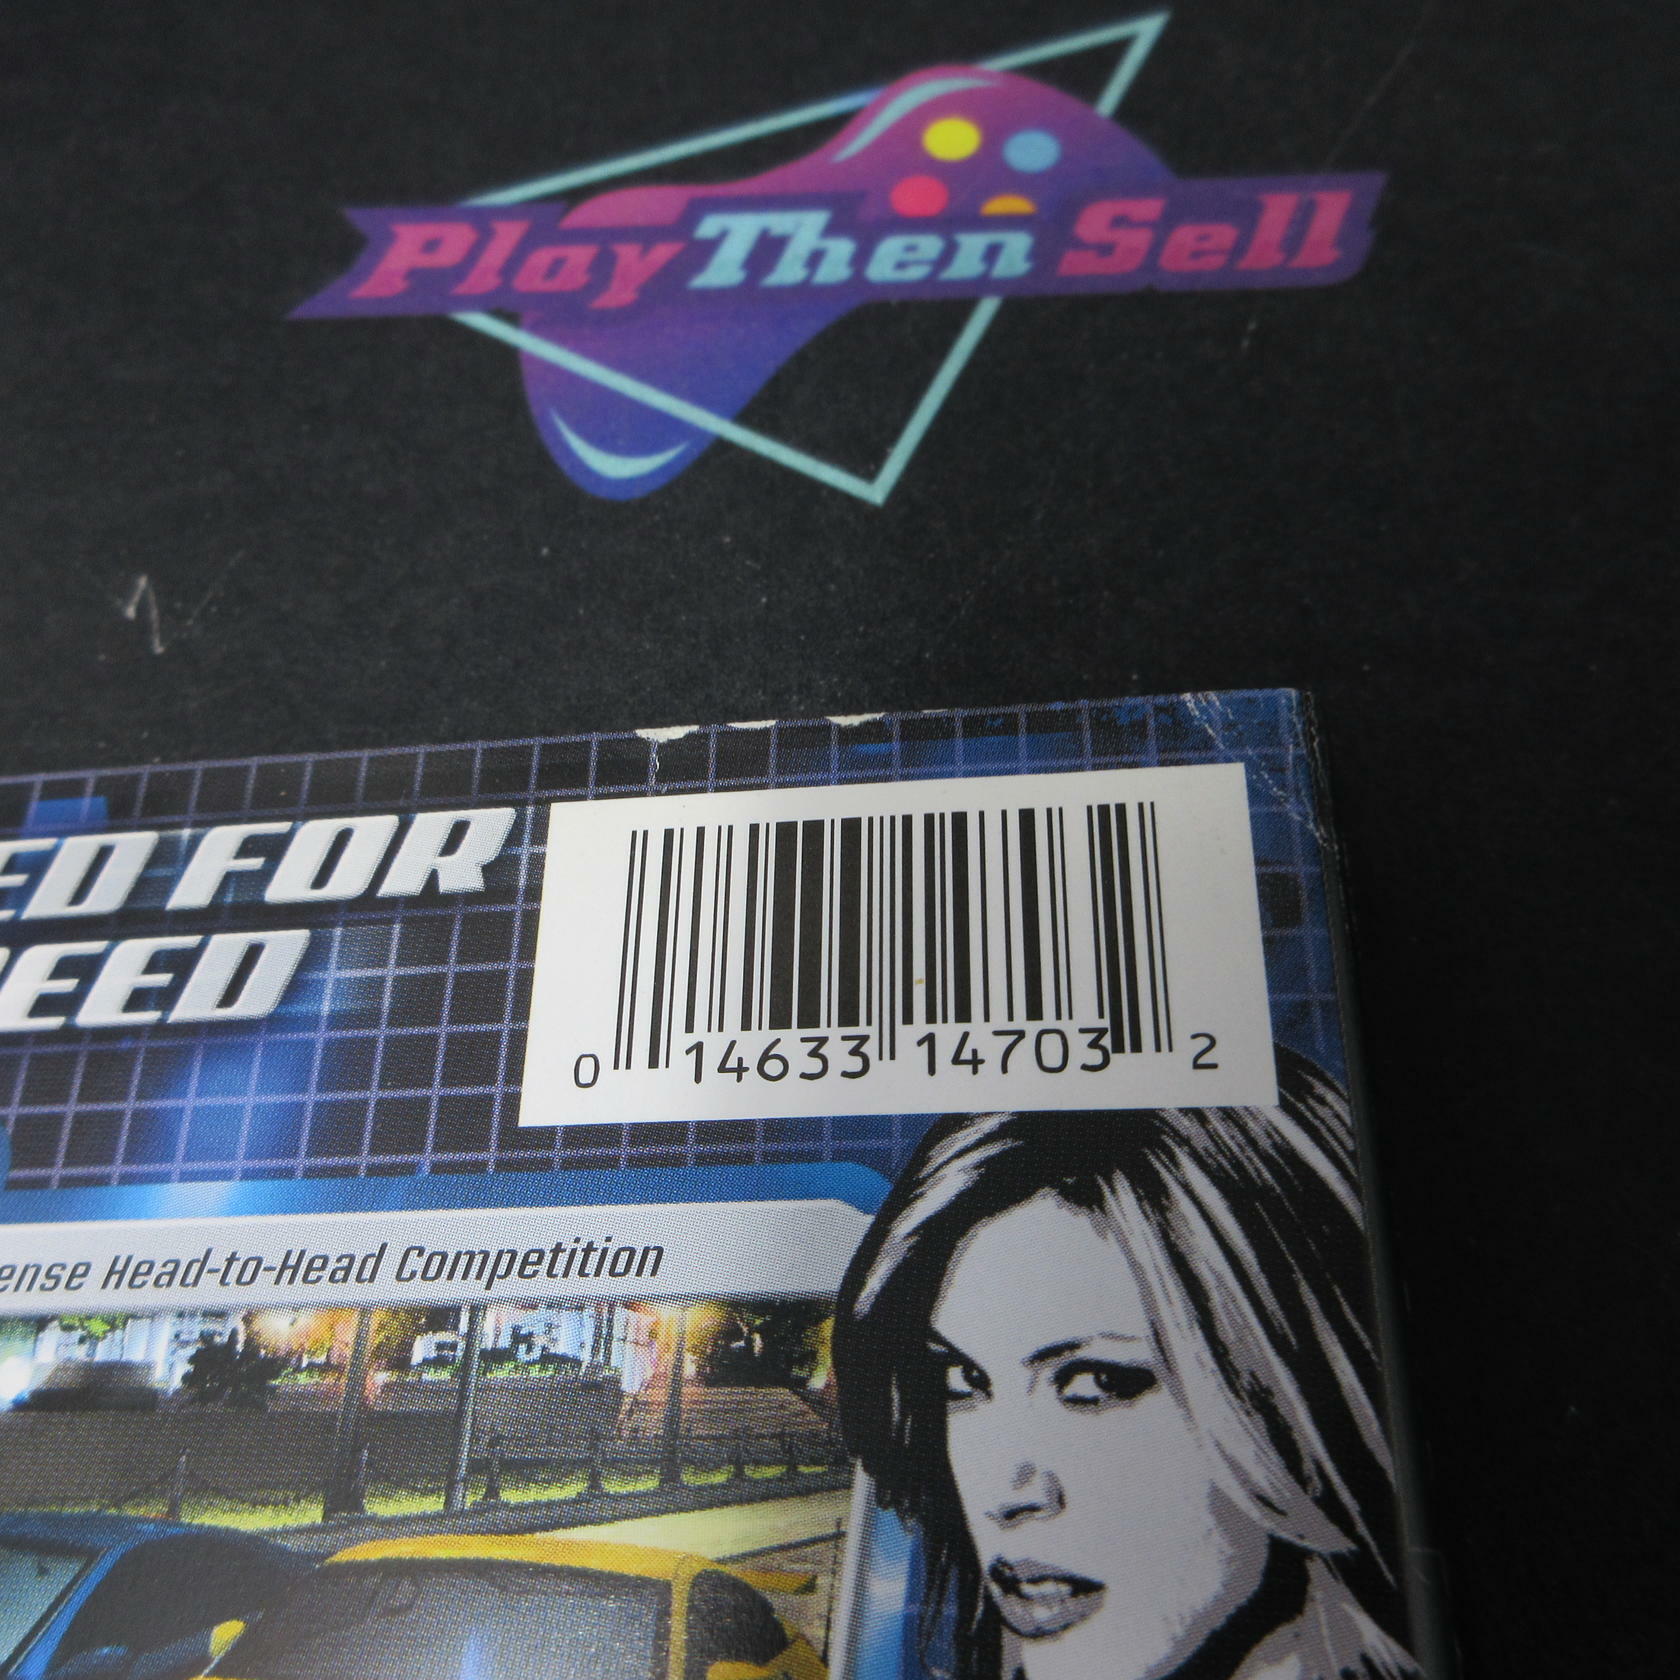 Play Then Sell
ED FOR
EED
0 14633 14703 2
ense Head-to-Head Competition